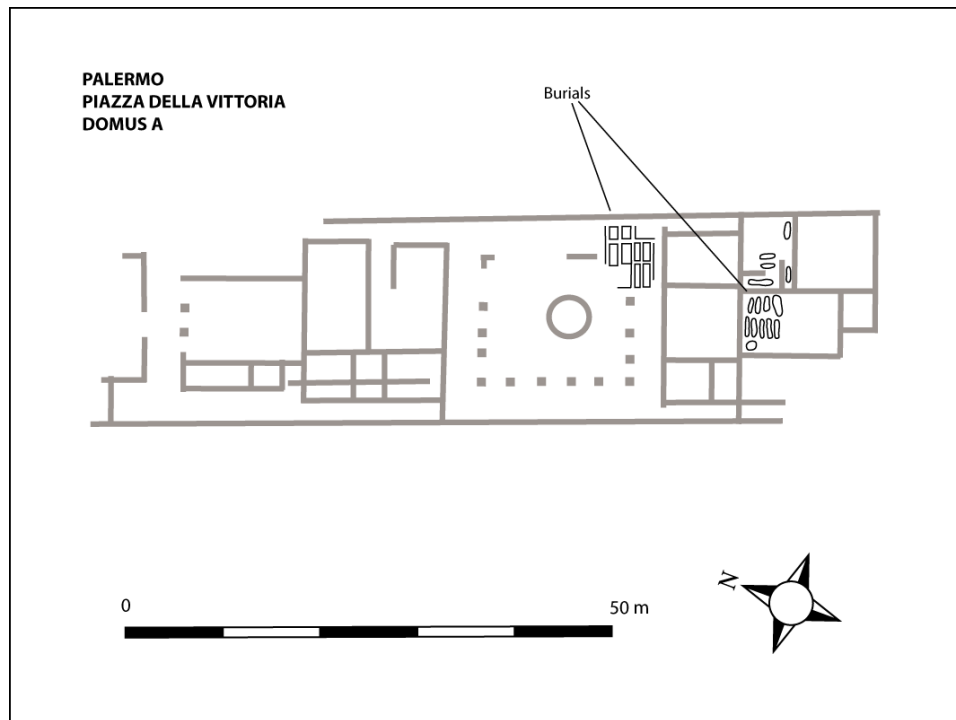 PALERMO
PIAZZA DELLA VITTORIA
DOMUS A
Burials
0
50 m
N